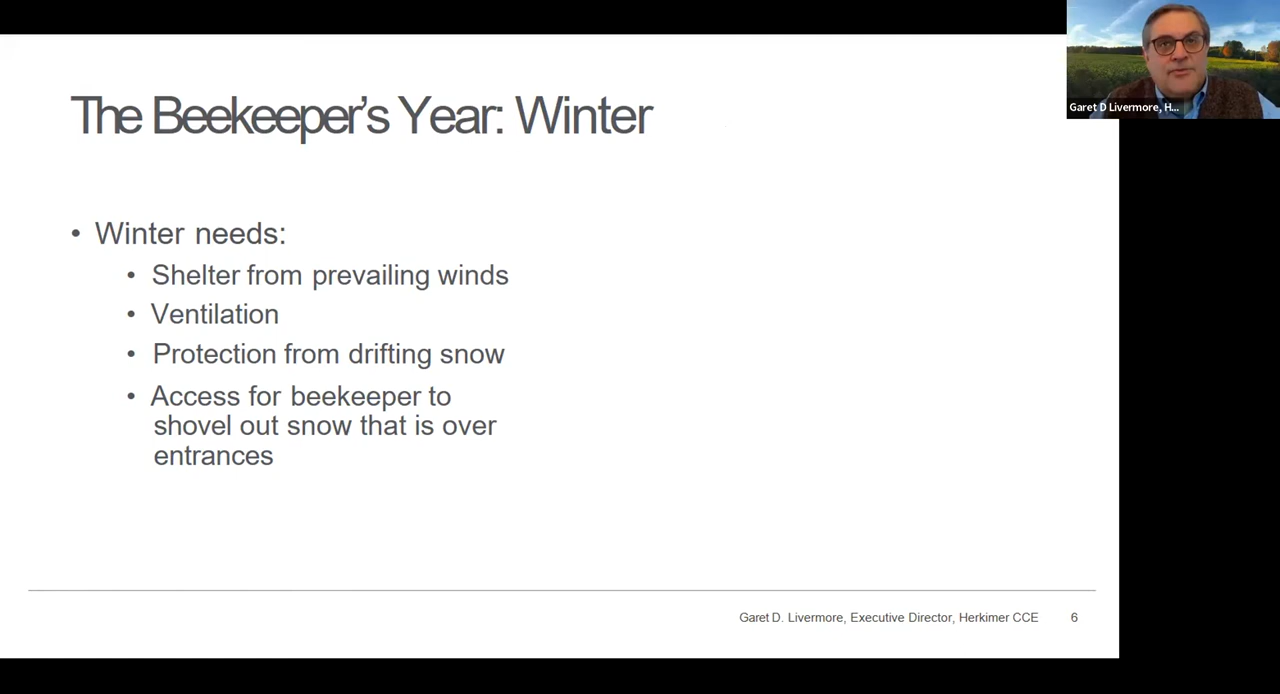 The Beekeeper's Year: Winter
• Winter needs:
• Shelter from prevailing winds
• Ventilation
• Protection from drifting snow
• Access for beekeeper to
shovel out snow that is over
entrances
Garet D. Livermore, Executive Director, Herkimer CCE 6
Garet D Livermore, H...